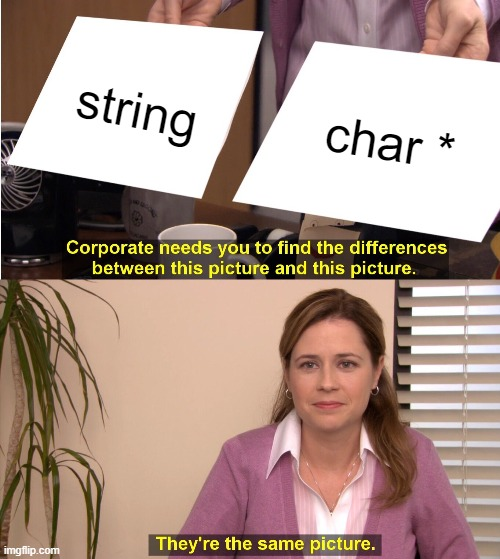 string
char *
Corporate needs you to find the differences
between this picture and this picture.
They're the same picture.
imgflip.com